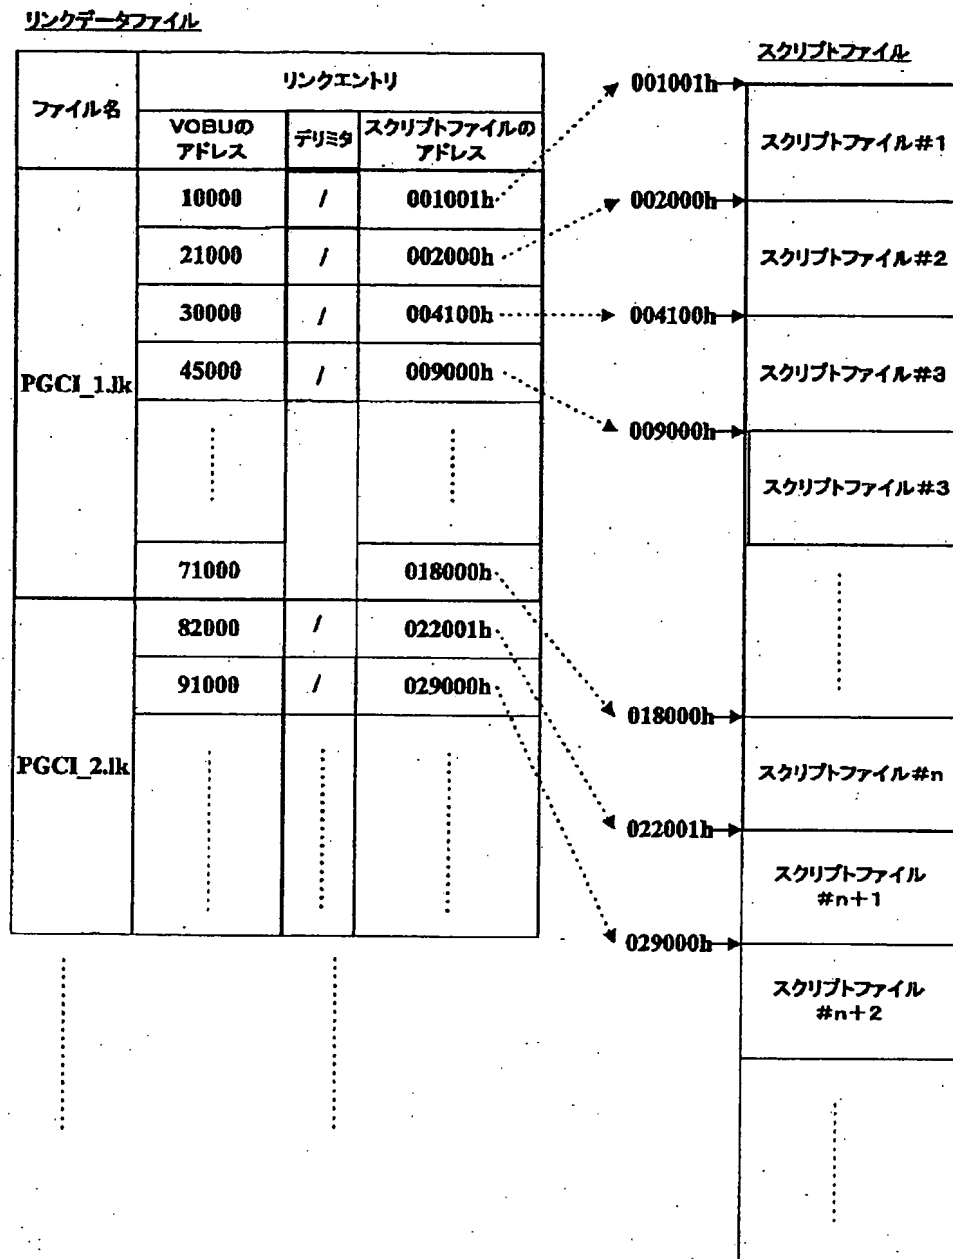 リンクデータファイル
ファイル名
リンクエントリ
VOBUの
アドレス
デリミタ
スクリプトファイルの
アドレス
PGCI_1.lk
10000 / 001001h
21000 / 002000h
30000 / 004100h
45000 / 009000h
71000 018000h
PGCI_2.lk
82000 / 022001h
91000 / 029000h
スクリプトファイル
001001h
スクリプトファイル#1
002000h
スクリプトファイル#2
004100h
スクリプトファイル#3
009000h
スクリプトファイル#3
018000h
スクリプトファイル#n
022001h
スクリプトファイル
#n+1
029000h
スクリプトファイル
#n+2